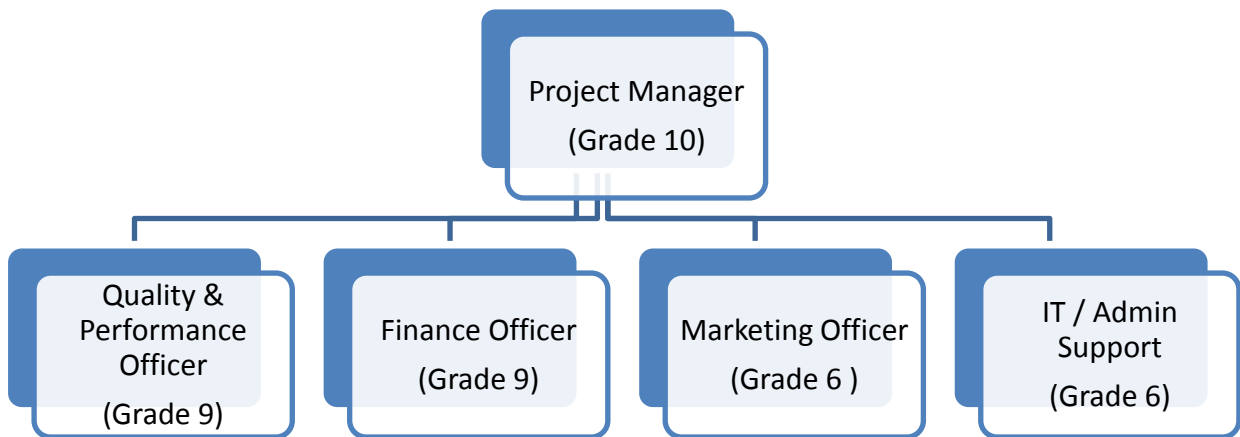 Project Manager
(Grade 10)
Quality &
Performance
Officer
(Grade 9)
Finance Officer
(Grade 9)
Marketing Officer
(Grade 6 )
IT / Admin
Support
(Grade 6)